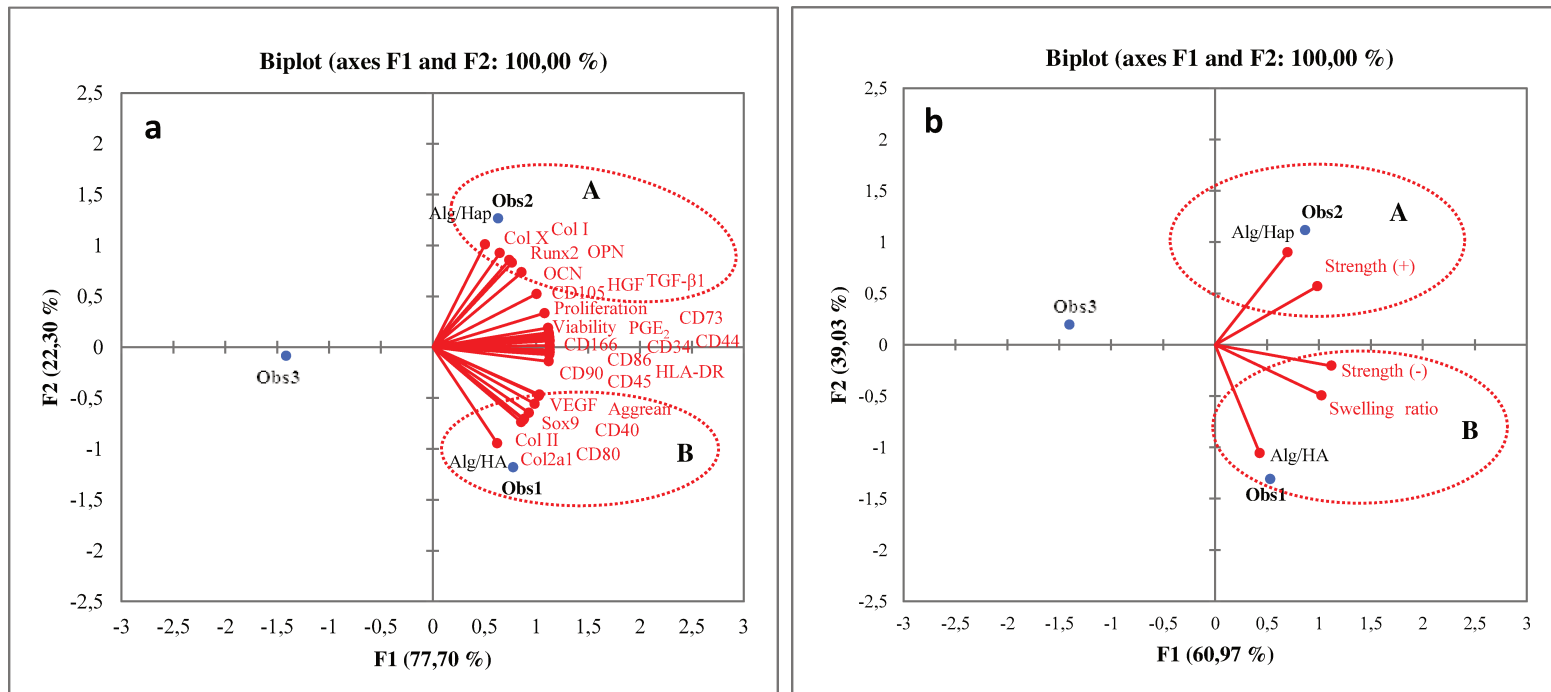 Biplot (axes F1 and F2: 100,00 %)
a
2,5
2
1,5
1
0,5
0
-0,5
-1
-1,5
-2
-2,5
F2 (22,30 %)
A
Obs2
Alg/Hap
Col X Col I
Runx2 OPN
OCN
CD105 HGF TGF-β1
Proliferation
CD73
Viability PGE2
CD166 CD34 CD44
CD86
CD90 CD45 HLA-DR
VEGF Aggrean
Sox9 CD40
Col II
Alg/HA Col2a1 CD80
B
Obs1
Obs3
-3 -2,5 -2 -1,5 -1 -0,5 0 0,5 1 1,5 2 2,5 3
F1 (77,70 %)
Biplot (axes F1 and F2: 100,00 %)
b
2,5
2
1,5
1
0,5
0
-0,5
-1
-1,5
-2
-2,5
F2 (39,03 %)
A
Obs2
Alg/Hap
Strength (+)
Obs3
Strength (-)
Swelling ratio
B
Alg/HA
Obs1
-3 -2,5 -2 -1,5 -1 -0,5 0 0,5 1 1,5 2 2,5 3
F1 (60,97 %)